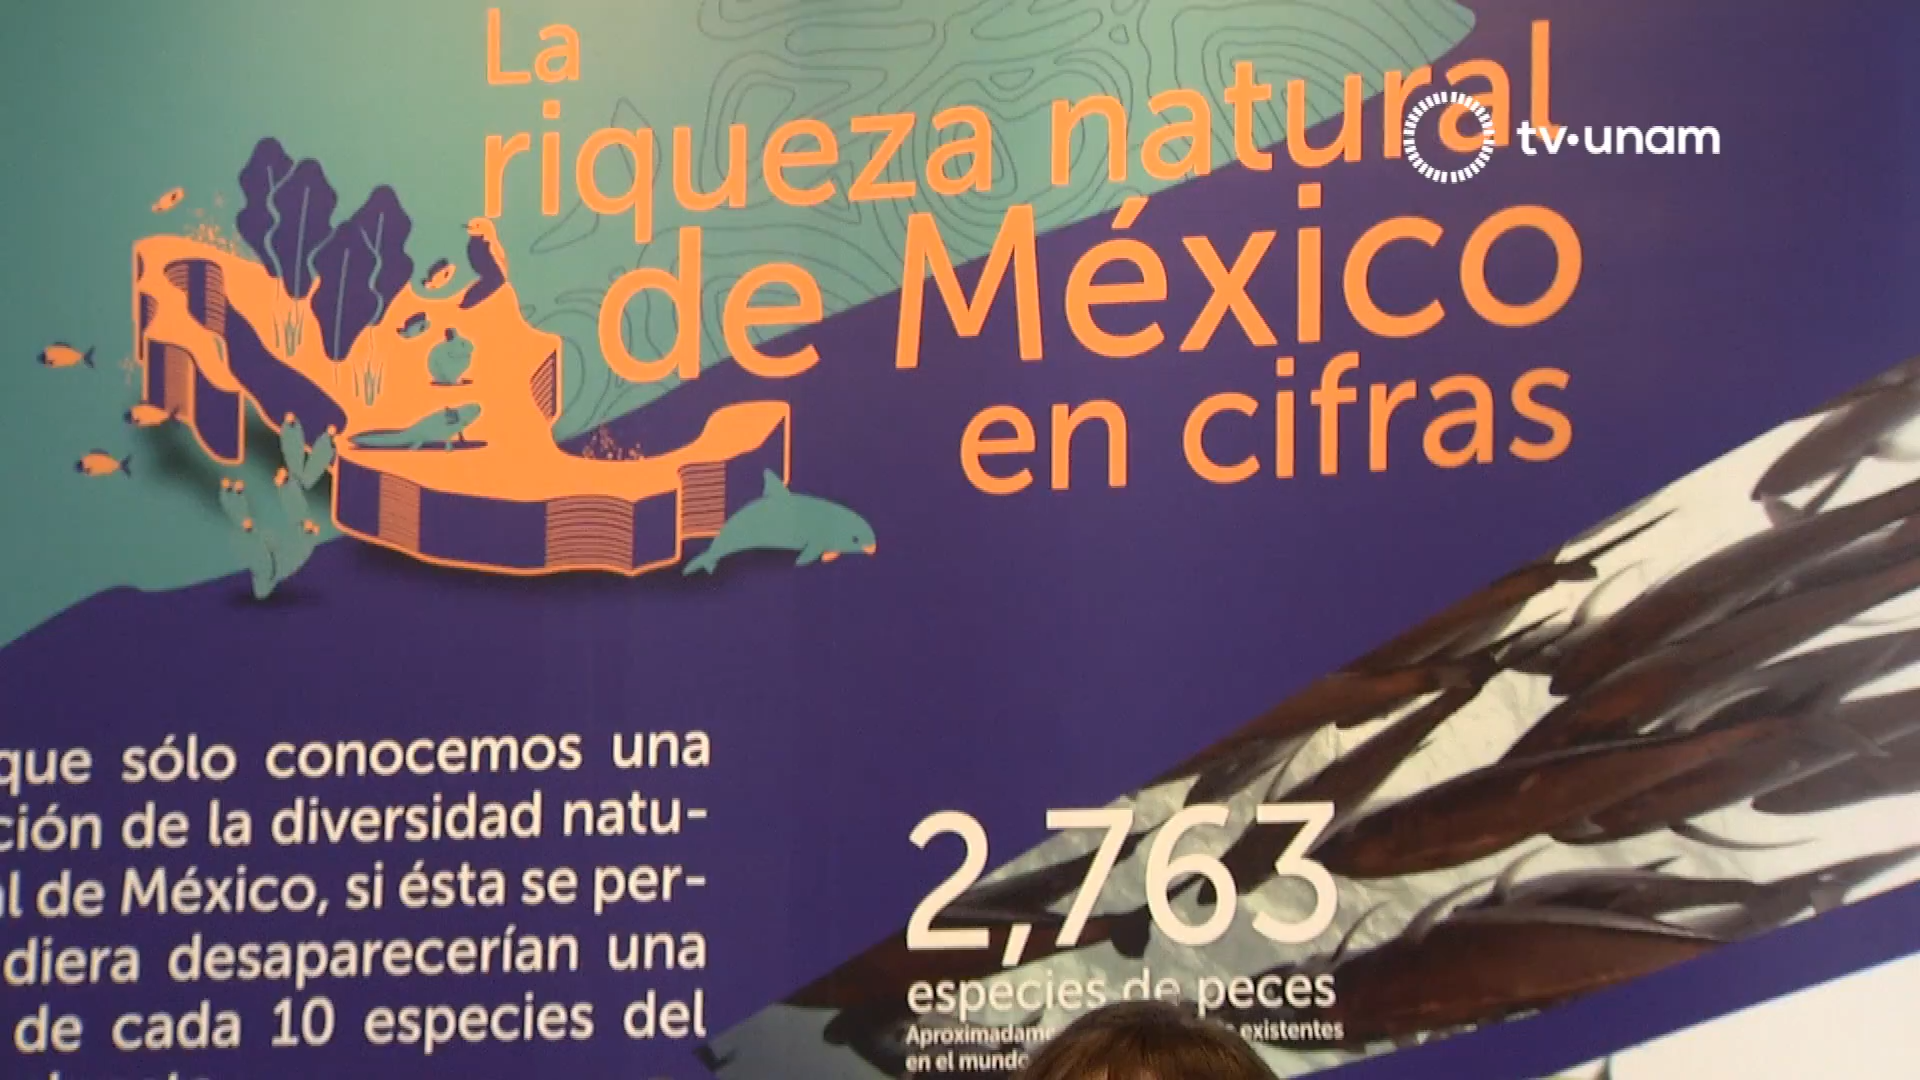 La
riqueza natural
de México
en cifras
tv·unam
que sólo conocemos una
ción de la diversidad natu-
al de México, si ésta se per-
diera desaparecerían una
de cada 10 especies del
2,763
especies de peces
existentes
en el mundo